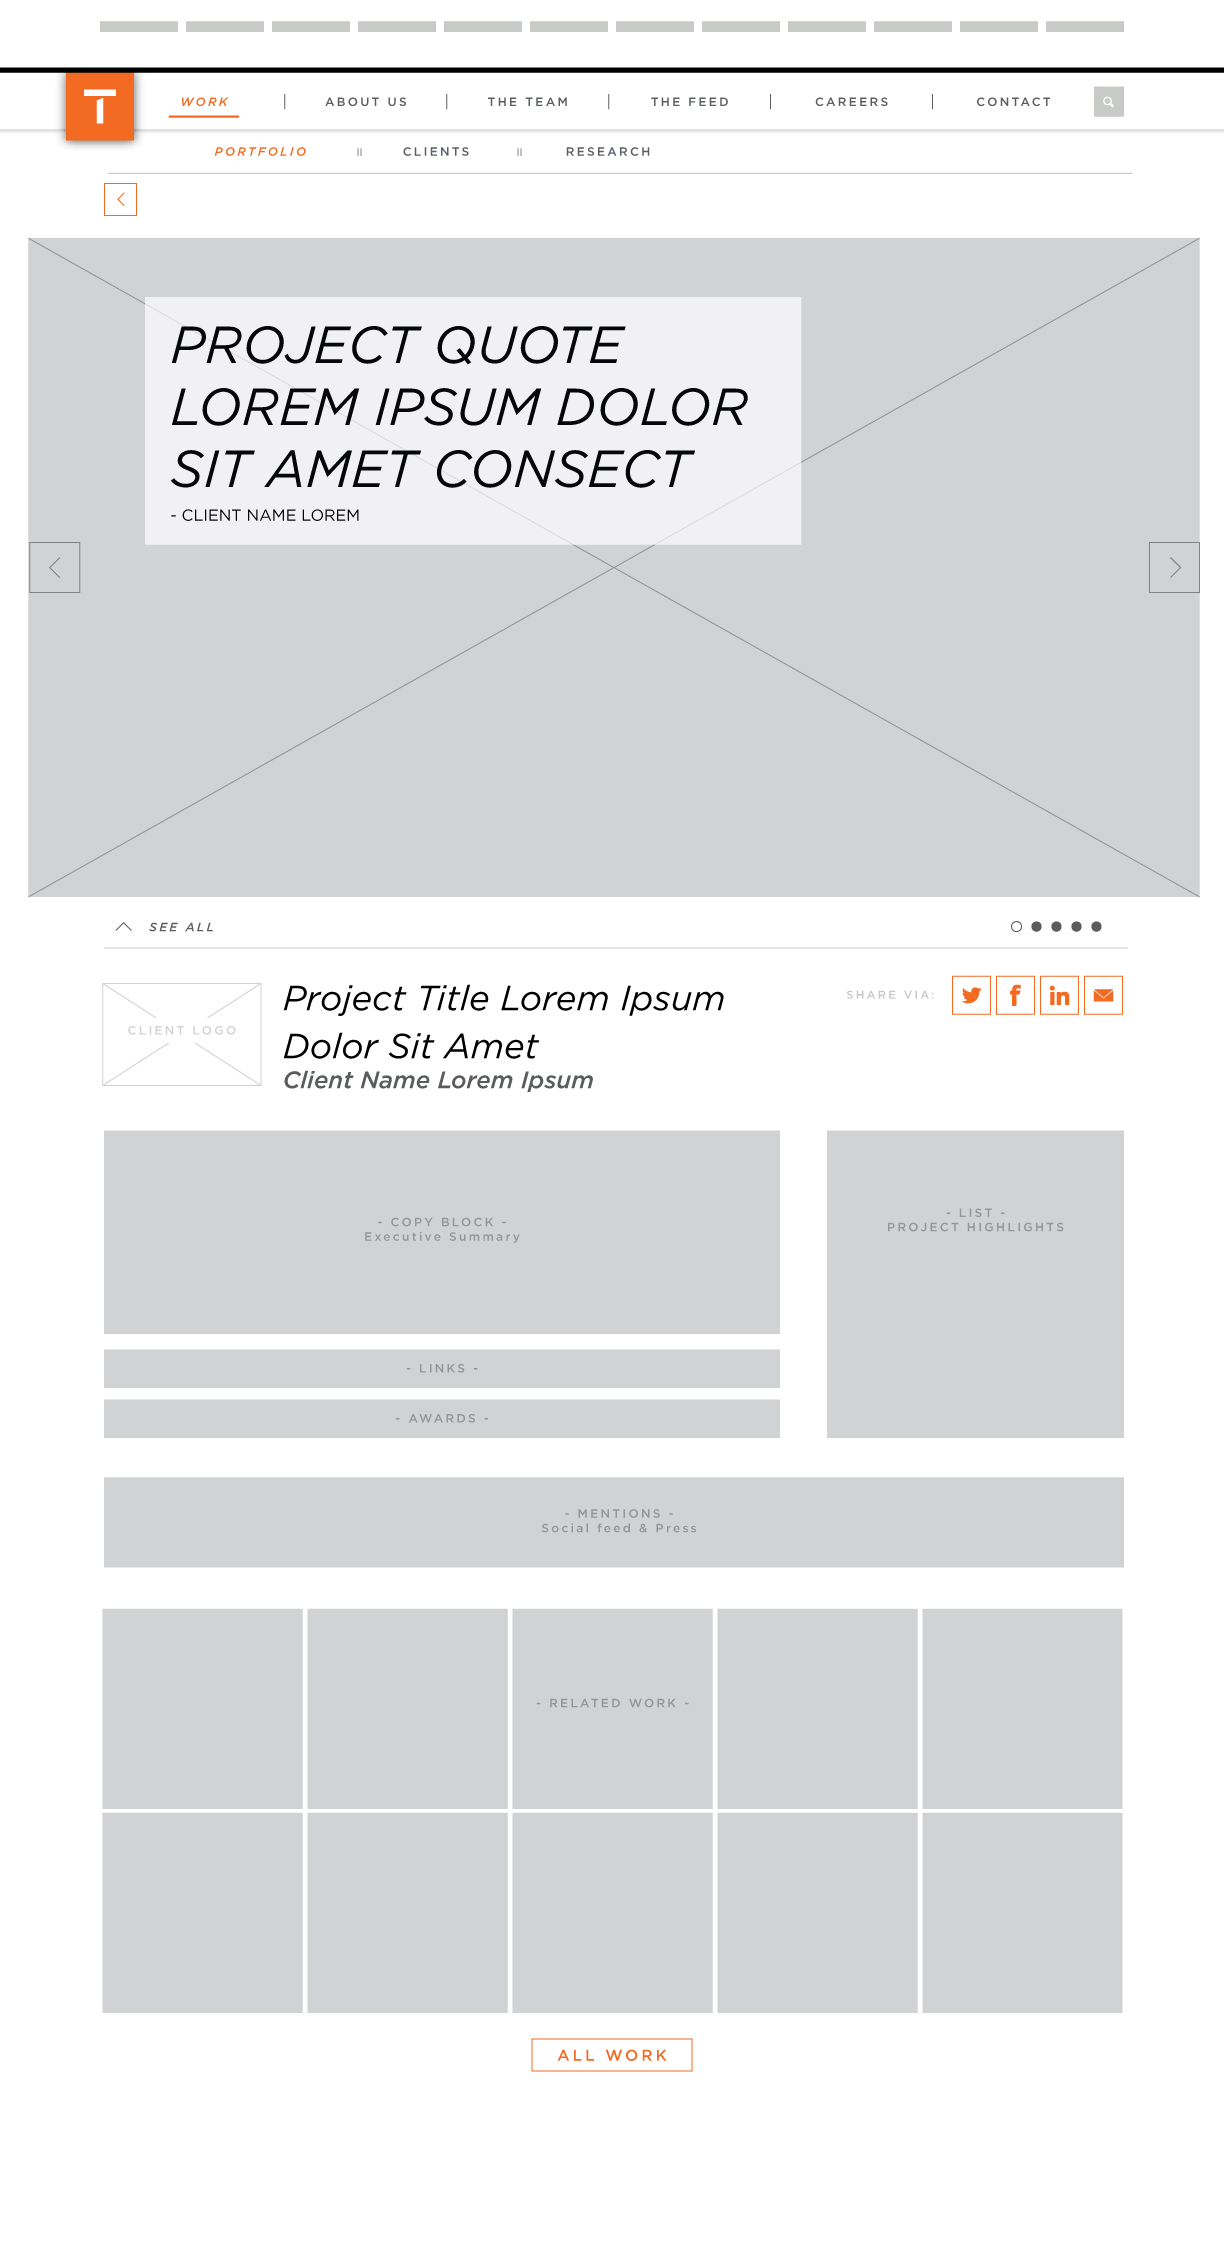 T
WORK
ABOUT US
THE TEAM
THE FEED
CAREERS
CONTACT
PORTFOLIO
CLIENTS
RESEARCH
PROJECT QUOTE
LOREM IPSUM DOLOR
SIT AMET CONSECT
- CLIENT NAME LOREM
SEE ALL
CLIENT LOGO
Project Title Lorem Ipsum
Dolor Sit Amet
Client Name Lorem Ipsum
SHARE VIA:
f
in
- COPY BLOCK -
Executive Summary
- LIST -
PROJECT HIGHLIGHTS
- LINKS -
- AWARDS -
- MENTIONS -
Social feed & Press
- RELATED WORK -
ALL WORK